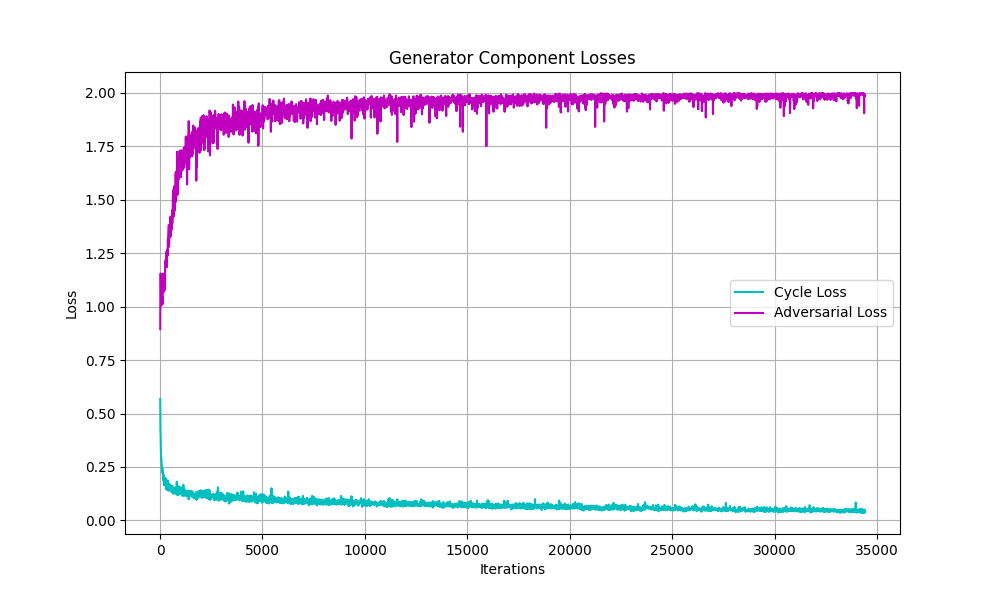 Generator Component Losses
2.00
1.75
1.50
1.25
1.00
0.75
0.50
0.25
0.00
Loss
Cycle Loss
Adversarial Loss
0 5000 10000 15000 20000 25000 30000 35000
Iterations